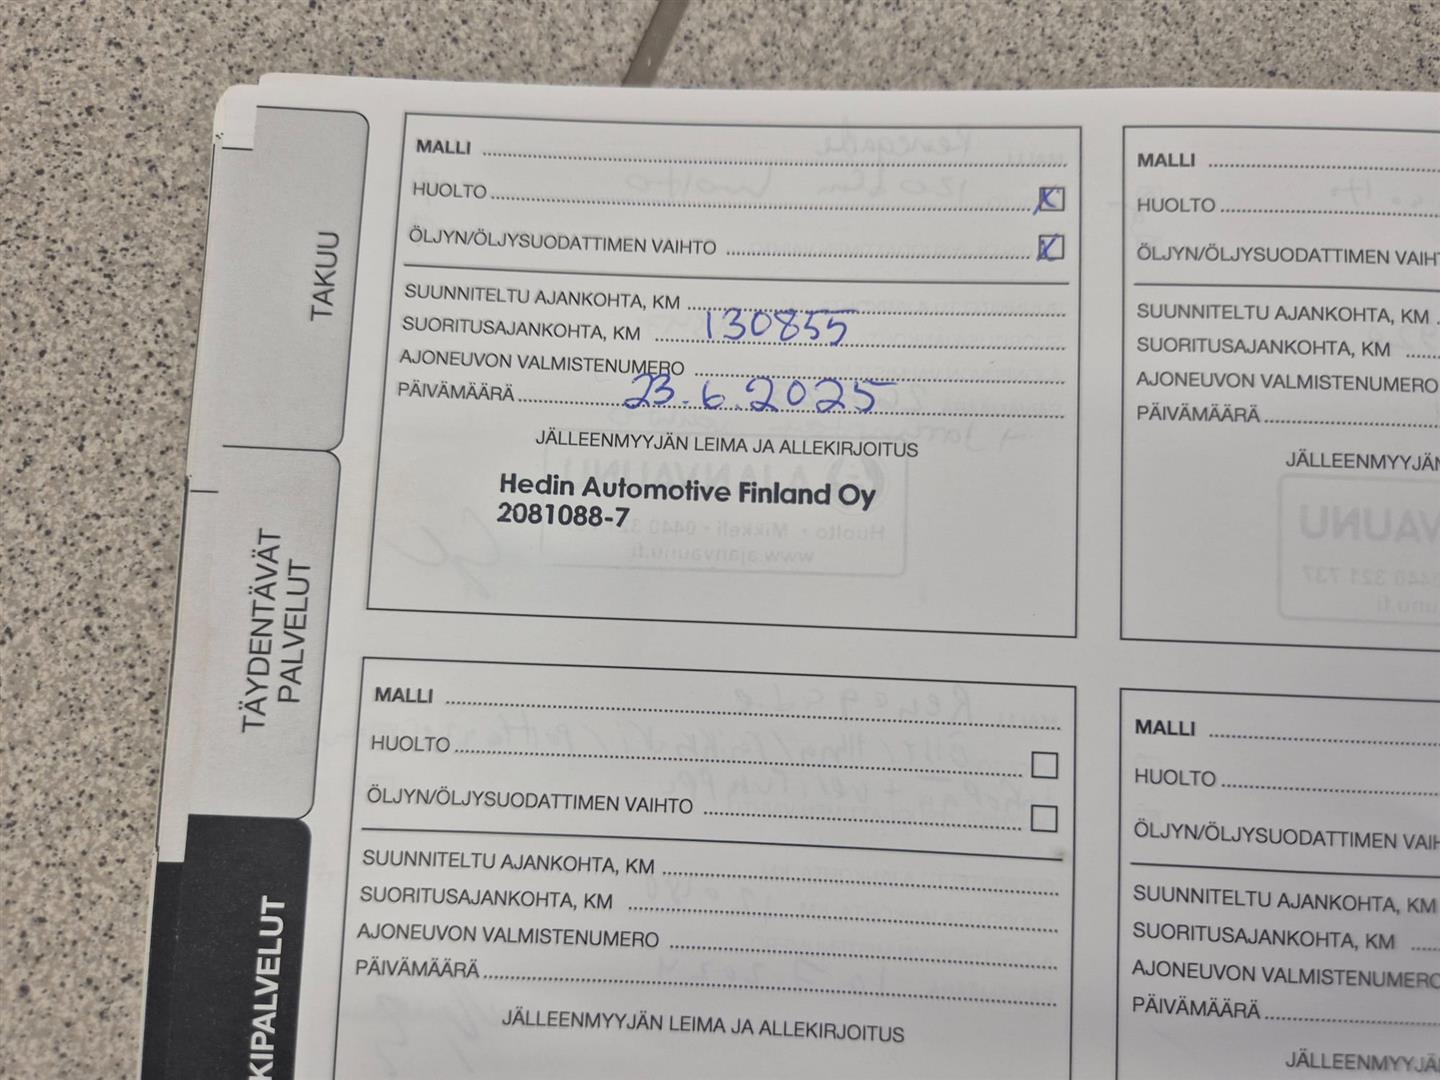 TAKUU
TÄYDENTÄVÄT
PALVELUT
KIPALVELUT
MALLI
HUOLTO X
ÖLJYN/ÖLJYSUODATTIMEN VAIHTO X
SUUNNITELTU AJANKOHTA, KM
SUORITUSAJANKOHTA, KM 130855
AJONEUVON VALMISTENUMERO
PÄIVÄMÄÄRÄ 23.6.2025
JÄLLEENMYYJÄN LEIMA JA ALLEKIRJOITUS
Hedin Automotive Finland Oy
2081088-7
MALLI
HUOLTO
ÖLJYN/ÖLJYSUODATTIMEN VAIH
SUUNNITELTU AJANKOHTA, KM
SUORITUSAJANKOHTA, KM
AJONEUVON VALMISTENUMERO
PÄIVÄMÄÄRÄ
JÄLLEENMYYJÄN
MALLI
HUOLTO
ÖLJYN/ÖLJYSUODATTIMEN VAIHTO
SUUNNITELTU AJANKOHTA, KM
SUORITUSAJANKOHTA, KM
AJONEUVON VALMISTENUMERO
PÄIVÄMÄÄRÄ
JÄLLEENMYYJÄN LEIMA JA ALLEKIRJOITUS
MALLI
HUOLTO
ÖLJYN/ÖLJYSUODATTIMEN VAIH
SUUNNITELTU AJANKOHTA, KM
SUORITUSAJANKOHTA, KM
AJONEUVON VALMISTENUMERO
PÄIVÄMÄÄRÄ
JÄLLEENMYYJÄ